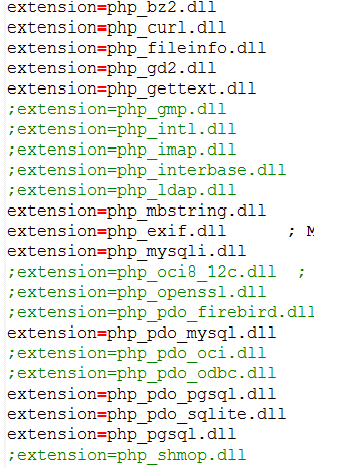 extension=php_bz2.dll
extension=php_curl.dll
extension=php_fileinfo.dll
extension=php_gd2.dll
extension=php_gettext.dll
;extension=php_gmp.dll
;extension=php_intl.dll
;extension=php_imap.dll
;extension=php_interbase.dll
;extension=php_ldap.dll
extension=php_mbstring.dll
extension=php_exif.dll      ; M
extension=php_mysqli.dll
;extension=php_oci8_12c.dll  ;
;extension=php_openssl.dll
;extension=php_pdo_firebird.dll
extension=php_pdo_mysql.dll
;extension=php_pdo_oci.dll
;extension=php_pdo_odbc.dll
extension=php_pdo_pgsql.dll
extension=php_pdo_sqlite.dll
extension=php_pgsql.dll
;extension=php_shmop.dll